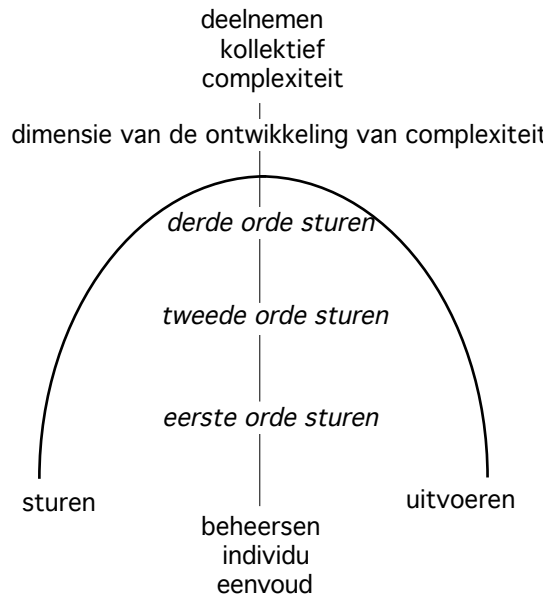 deelnemen
kollektief
complexiteit
dimensie van de ontwikkeling van complexiteit
derde orde sturen
tweede orde sturen
eerste orde sturen
sturen
uitvoeren
beheersen
individu
eenvoud